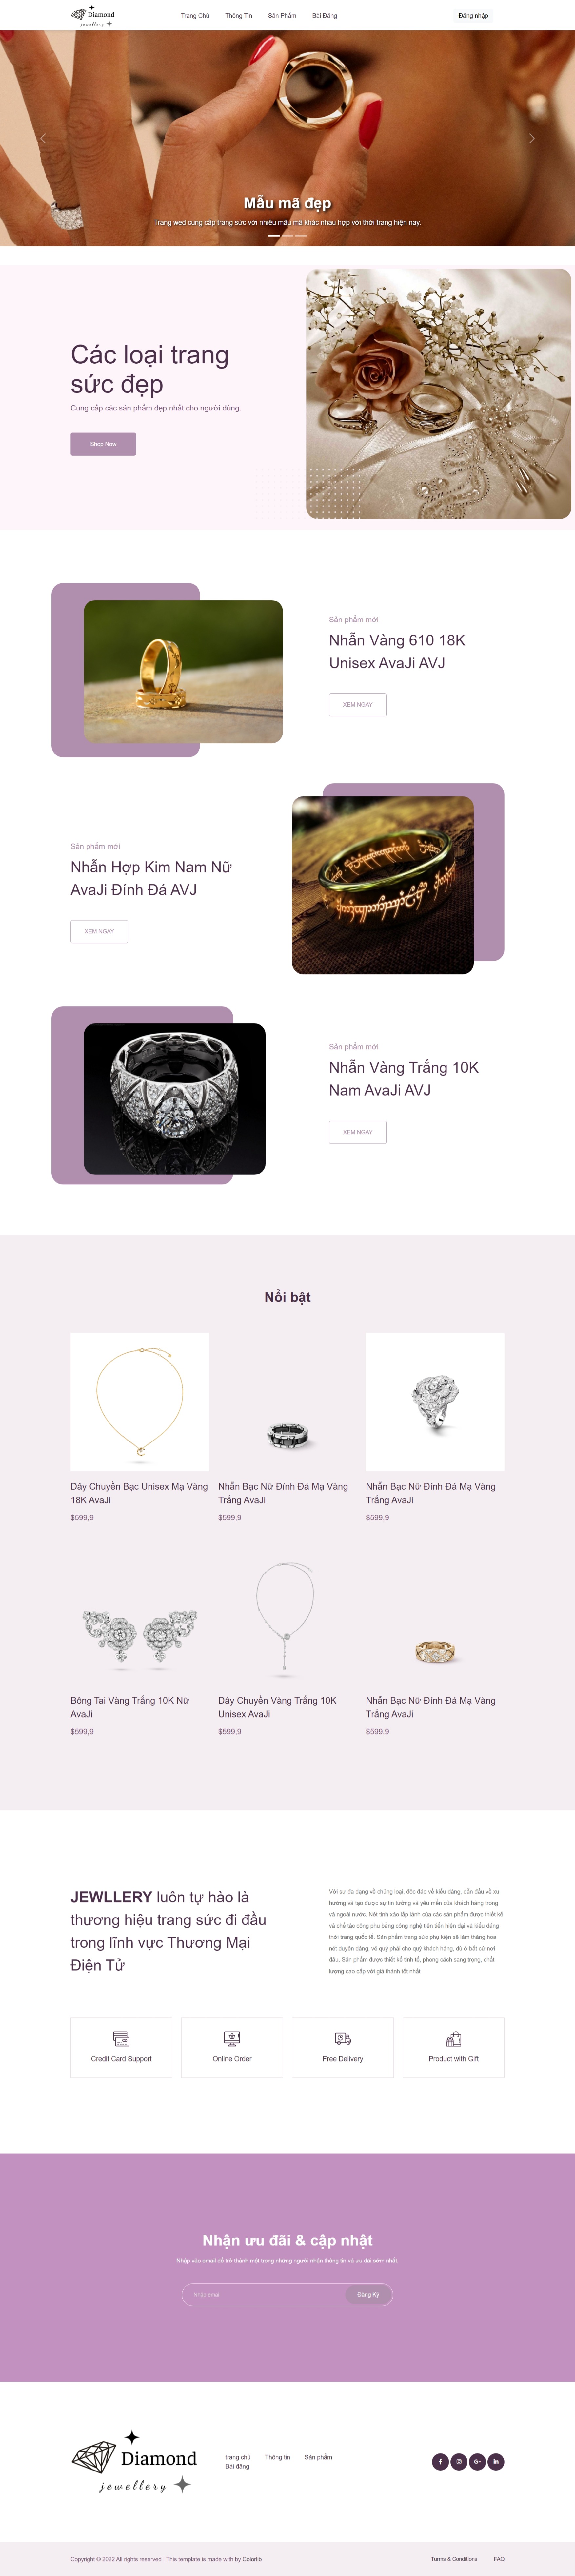 Diamond
jewellery
Trang Chủ
Thông Tin
Sản Phẩm
Bài Đăng
Đăng nhập
Mẫu mã đẹp
Trang wed cung cấp trang sức với nhiều mẫu mã khác nhau hợp với thời trang hiện nay.
Các loại trang
sức đẹp
Cung cấp các sản phẩm đẹp nhất cho người dùng.
Shop Now
Sản phẩm mới
Nhẫn Vàng 610 18K
Unisex AvaJi AVJ
XEM NGAY
Sản phẩm mới
Nhẫn Hợp Kim Nam Nữ
AvaJi Đính Đá AVJ
XEM NGAY
Sản phẩm mới
Nhẫn Vàng Trắng 10K
Nam AvaJi AVJ
XEM NGAY
Nổi bật
Dây Chuyền Bạc Unisex Mạ Vàng
18K AvaJi
$599,9
Nhẫn Bạc Nữ Đính Đá Mạ Vàng
Trắng AvaJi
$599,9
Nhẫn Bạc Nữ Đính Đá Mạ Vàng
Trắng AvaJi
$599,9
Bông Tai Vàng Trắng 10K Nữ
AvaJi
$599,9
Dây Chuyền Vàng Trắng 10K
Unisex AvaJi
$599,9
Nhẫn Bạc Nữ Đính Đá Mạ Vàng
Trắng AvaJi
$599,9
JEWLLERY luôn tự hào là
thương hiệu trang sức đi đầu
trong lĩnh vực Thương Mại
Điện Tử
Với sự đa dạng về chủng loại, độc đáo về kiểu dáng, dẫn đầu về xu
hướng và tạo được sự tin tưởng và yêu mến của khách hàng trong
và ngoài nước. Nét tinh xảo lấp lánh của các sản phẩm được thiết kế
và chế tác công phu bằng công nghệ tiên tiến hiện đại và kiểu dáng
thời trang quốc tế. Sản phẩm trang sức phụ kiện sẽ làm thăng hoa
nét duyên dáng, vẻ quý phái cho quý khách hàng, dù ở bất cứ nơi
đâu. Sản phẩm được thiết kế tinh tế, phong cách sang trọng, chất
lượng cao cấp với giá thành tốt nhất
Credit Card Support
Online Order
Free Delivery
Product with Gift
Nhận ưu đãi & cập nhật
Nhập vào email để trở thành một trong những người nhận thông tin và ưu đãi sớm nhất.
Nhập email
Đăng Ký
Diamond
jewellery
trang chủ
Thông tin
Sản phẩm
Bài đăng
Copyright © 2022 All rights reserved | This template is made with by Colorlib
Turms & Conditions
FAQ